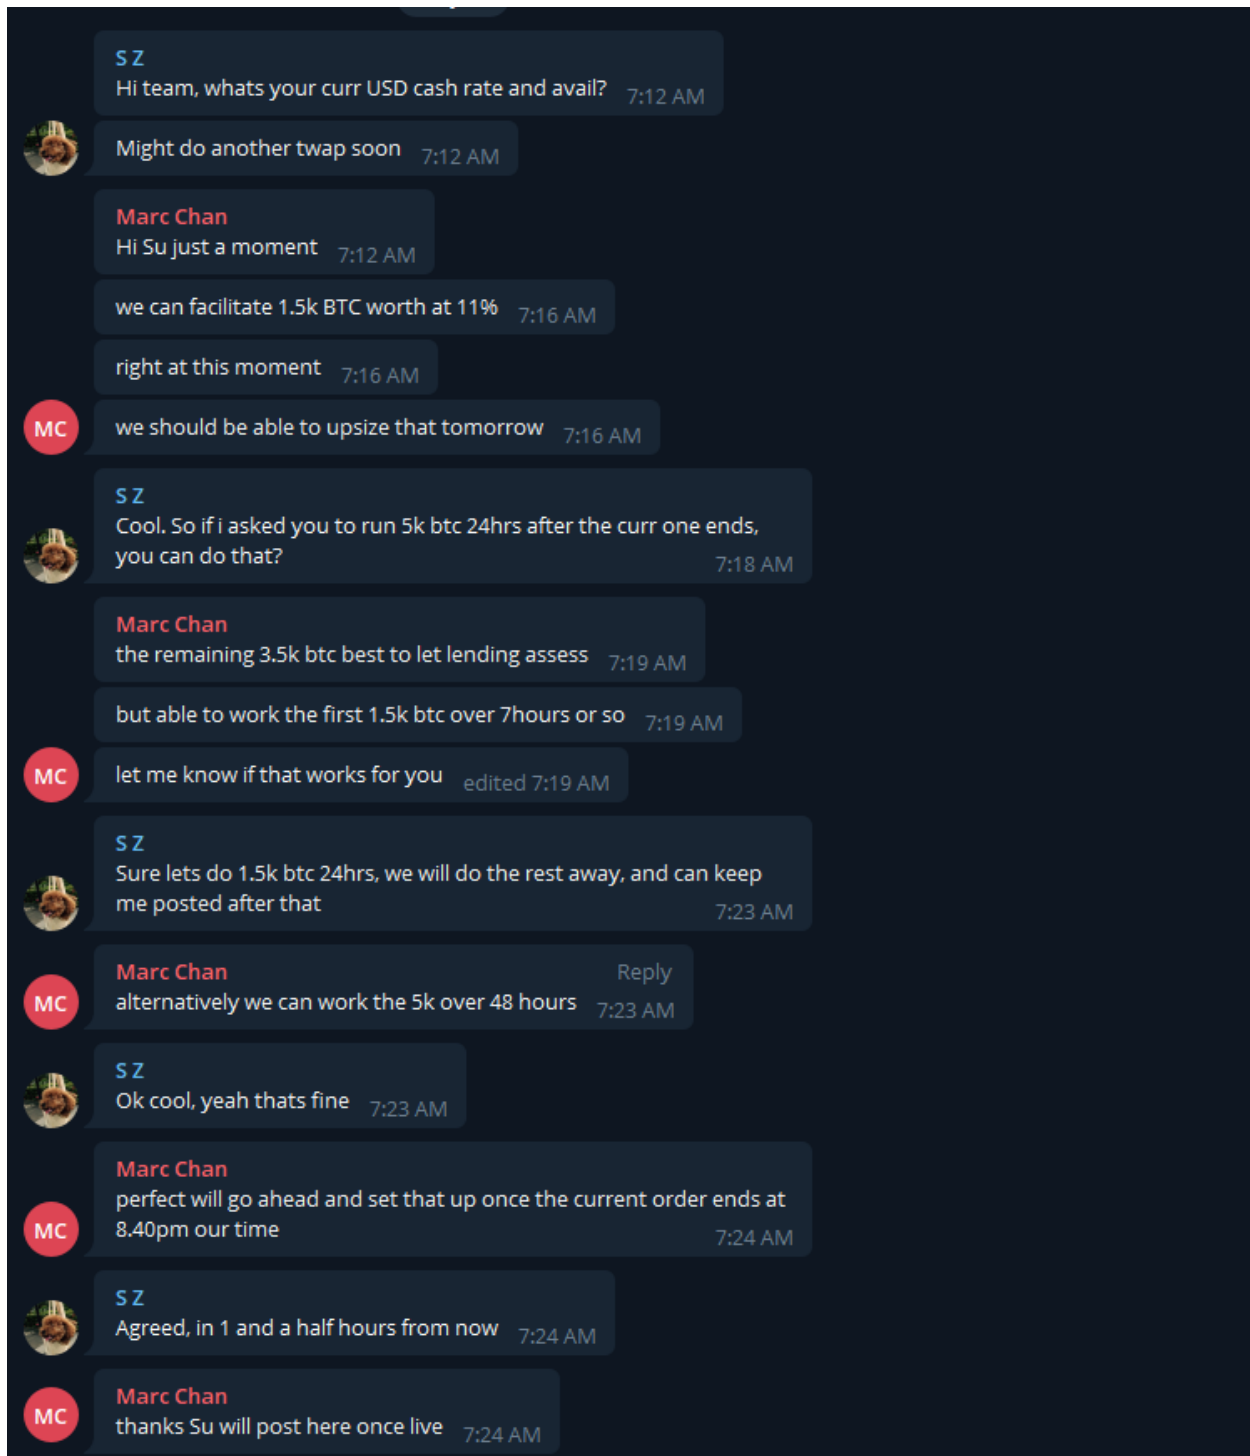 S Z
Hi team, whats your curr USD cash rate and avail? 7:12 AM
Might do another twap soon 7:12 AM
Marc Chan
Hi Su just a moment 7:12 AM
we can facilitate 1.5k BTC worth at 11% 7:16 AM
right at this moment 7:16 AM
MC
we should be able to upsize that tomorrow 7:16 AM
S Z
Cool. So if i asked you to run 5k btc 24hrs after the curr one ends,
you can do that? 7:18 AM
Marc Chan
the remaining 3.5k btc best to let lending assess 7:19 AM
but able to work the first 1.5k btc over 7hours or so 7:19 AM
MC
let me know if that works for you edited 7:19 AM
S Z
Sure lets do 1.5k btc 24hrs, we will do the rest away, and can keep
me posted after that 7:23 AM
Marc Chan Reply
MC
alternatively we can work the 5k over 48 hours 7:23 AM
S Z
Ok cool, yeah thats fine 7:23 AM
Marc Chan
perfect will go ahead and set that up once the current order ends at
MC
8.40pm our time 7:24 AM
S Z
Agreed, in 1 and a half hours from now 7:24 AM
Marc Chan
MC
thanks Su will post here once live 7:24 AM